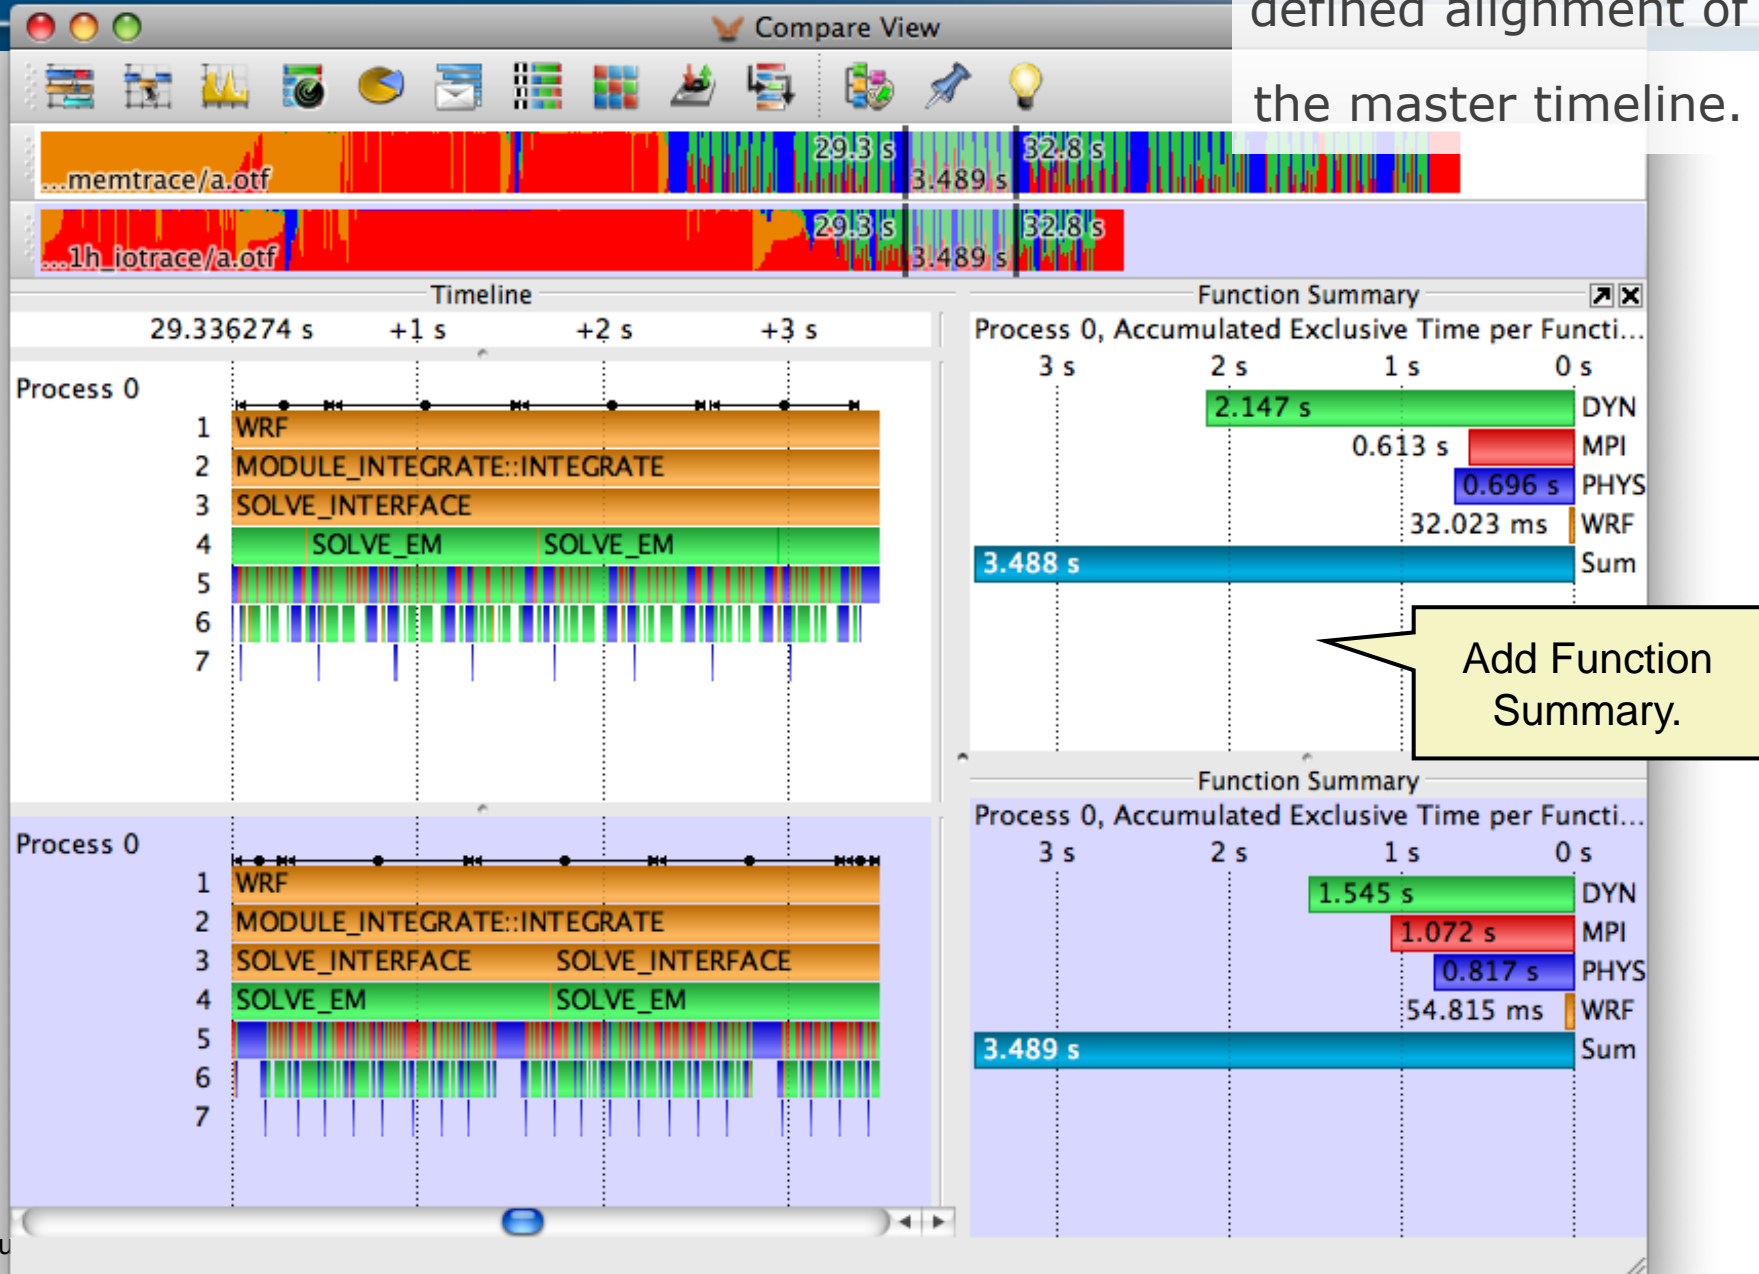 defined alignment of
the master timeline.
Compare View
29.3 s
32.8 s
3.489 s
...memtrace/a.otf
29.3 s
32.8 s
3.489 s
...1h_iotrace/a.otf
Timeline
29.336274 s +1 s +2 s +3 s
Process 0
1 WRF
2 MODULE_INTEGRATE::INTEGRATE
3 SOLVE_INTERFACE
4 SOLVE_EM SOLVE_EM
5
6
7
Function Summary
Process 0, Accumulated Exclusive Time per Functi...
3 s 2 s 1 s 0 s
2.147 s DYN
0.613 s MPI
0.696 s PHYS
32.023 ms WRF
3.488 s Sum
Add Function
Summary.
Process 0
1 WRF
2 MODULE_INTEGRATE::INTEGRATE
3 SOLVE_INTERFACE SOLVE_INTERFACE
4 SOLVE_EM SOLVE_EM
5
6
7
Function Summary
Process 0, Accumulated Exclusive Time per Functi...
3 s 2 s 1 s 0 s
1.545 s DYN
1.072 s MPI
0.817 s PHYS
54.815 ms WRF
3.489 s Sum